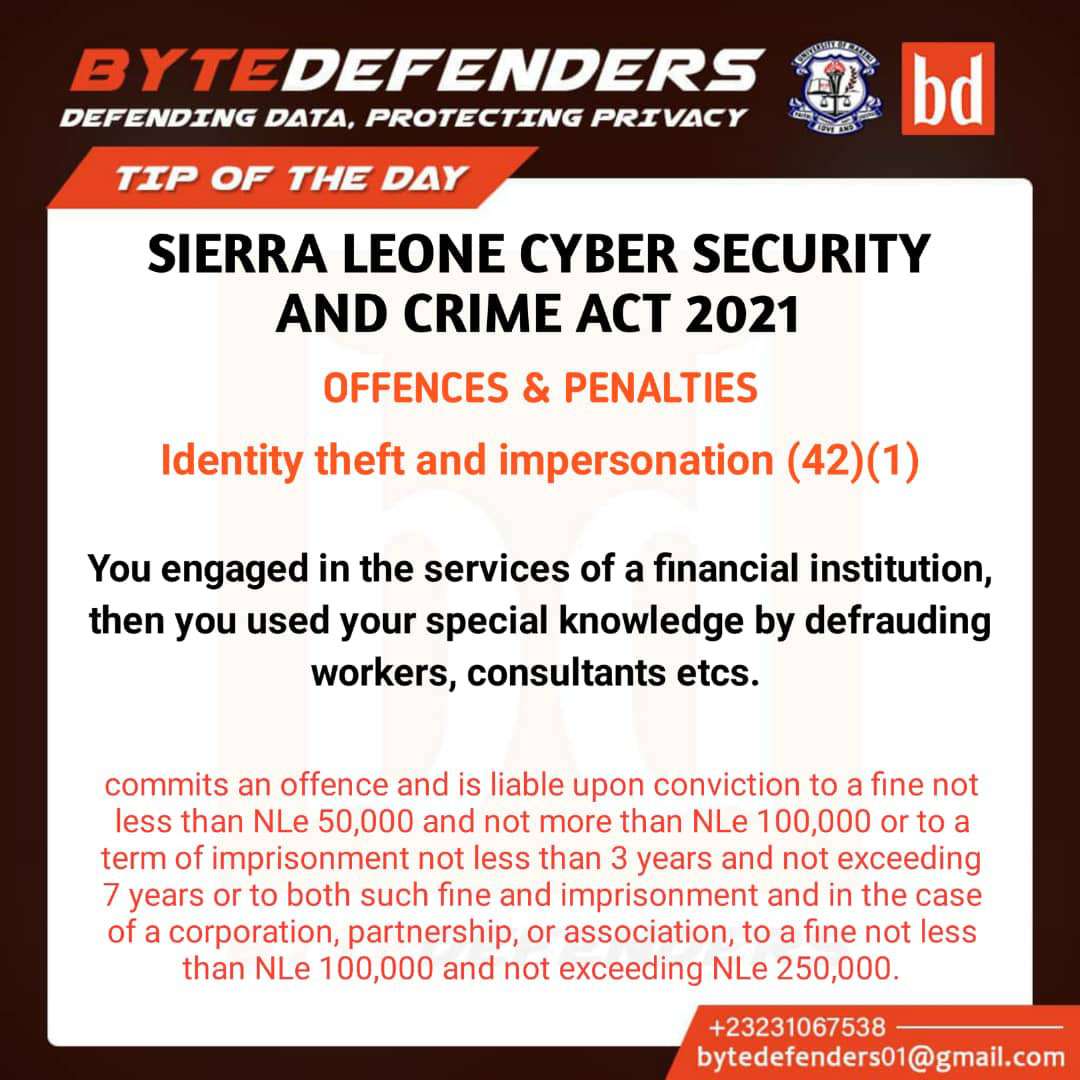 BYTEDEFENDERS
DEFENDING DATA, PROTECTING PRIVACY
UNIVERSITY OF MAKENI
LOVE AND
bd
TIP OF THE DAY
SIERRA LEONE CYBER SECURITY
AND CRIME ACT 2021
OFFENCES & PENALTIES
Identity theft and impersonation (42)(1)
You engaged in the services of a financial institution,
then you used your special knowledge by defrauding
workers, consultants etcs.
commits an offence and is liable upon conviction to a fine not
less than NLe 50,000 and not more than NLe 100,000 or to a
term of imprisonment not less than 3 years and not exceeding
7 years or to both such fine and imprisonment and in the case
of a corporation, partnership, or association, to a fine not less
than NLe 100,000 and not exceeding NLe 250,000.
+23231067538
bytedefenders01@gmail.com